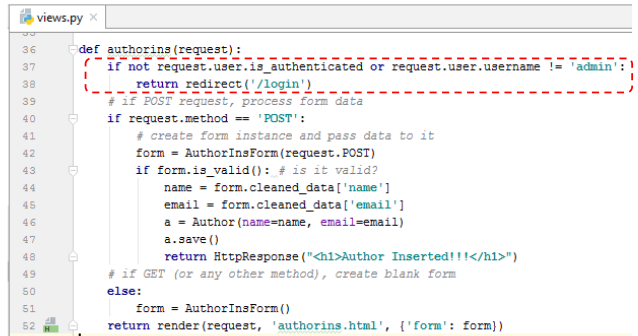 views.py ×
35
36 def authorins(request):
37     if not request.user.is_authenticated or request.user.username != 'admin':
38         return redirect('/login')
39     # if POST request, process form data
40     if request.method == 'POST':
41         # create form instance and pass data to it
42         form = AuthorInsForm(request.POST)
43         if form.is_valid(): # is it valid?
44             name = form.cleaned_data['name']
45             email = form.cleaned_data['email']
46             a = Author(name=name, email=email)
47             a.save()
48             return HttpResponse("<h1>Author Inserted!!!</h1>")
49     # if GET (or any other method), create blank form
50     else:
51         form = AuthorInsForm()
52     return render(request, 'authorins.html', {'form': form})